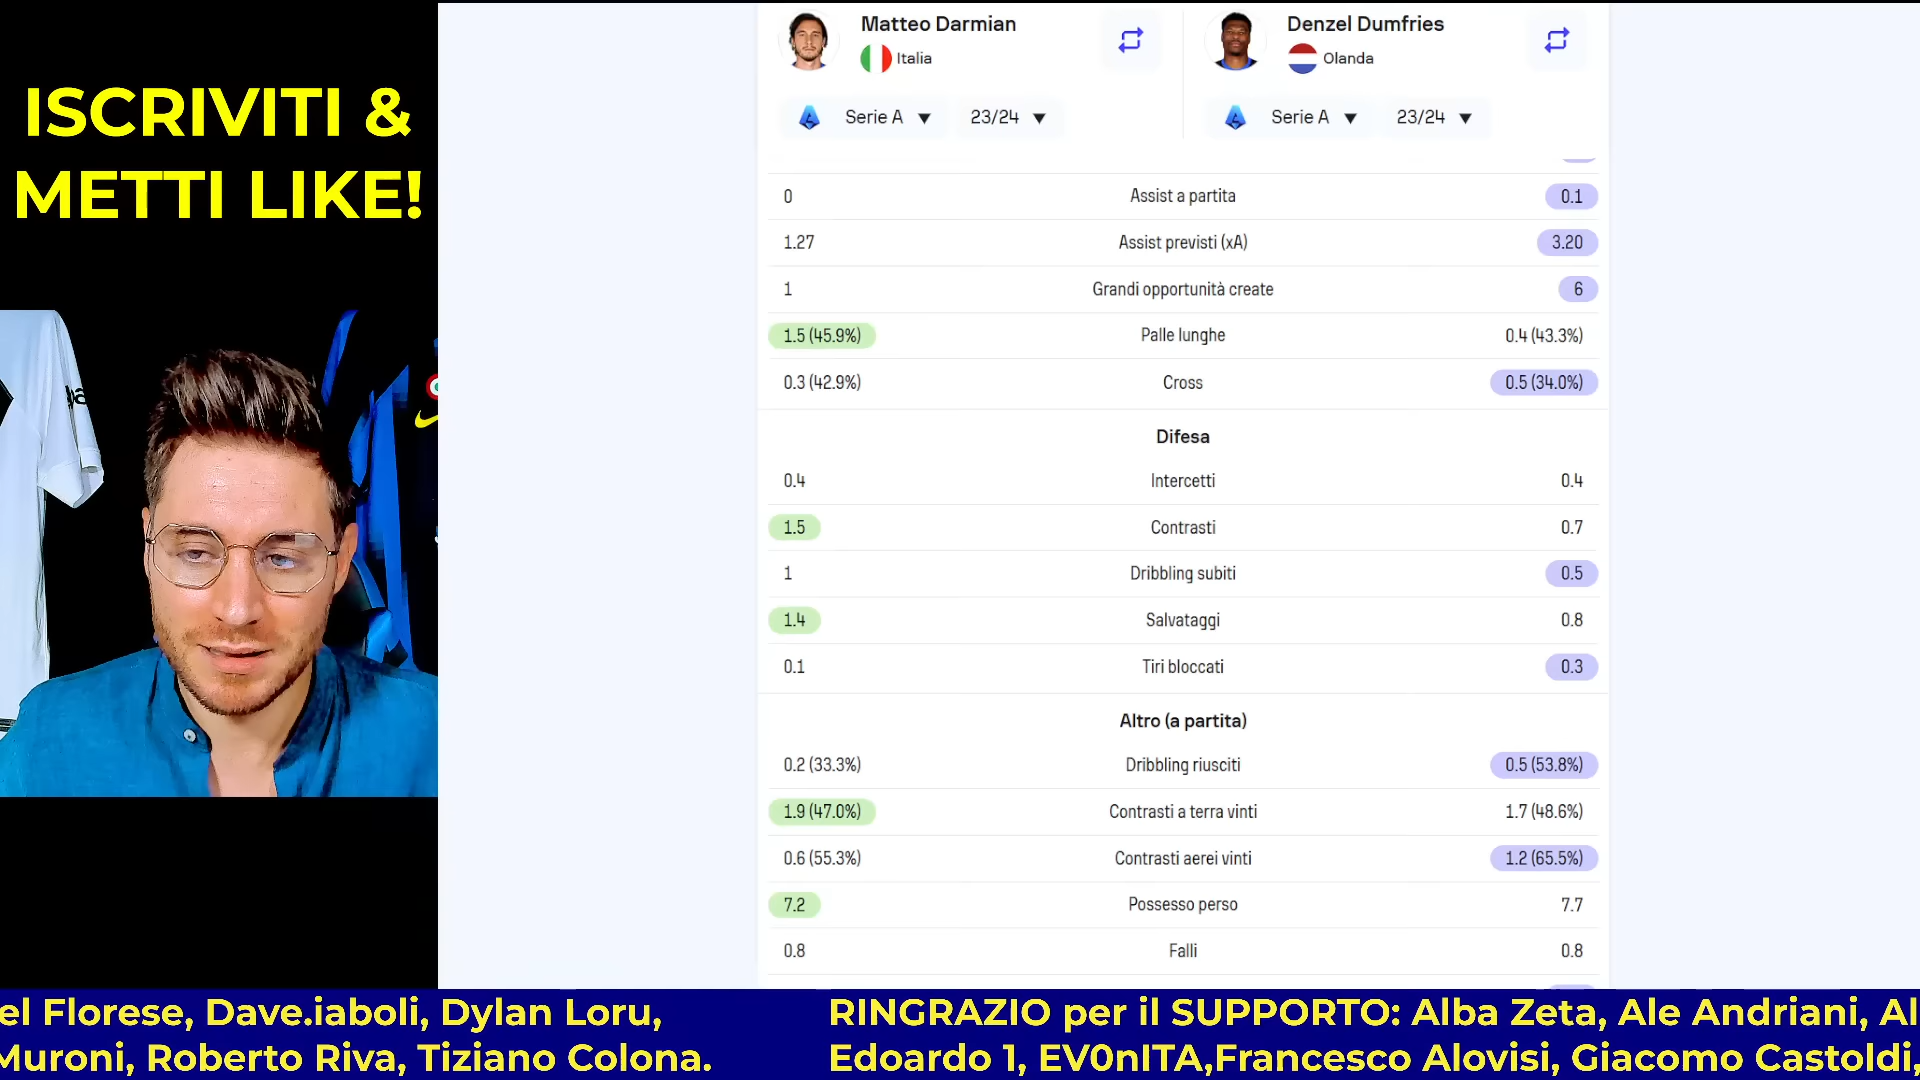 ISCRIVITI &
METTI LIKE!
Matteo Darmian
Italia
Serie A ▼ 23/24 ▼
Denzel Dumfries
Olanda
Serie A ▼ 23/24 ▼
0 Assist a partita 0.1
1.27 Assist previsti (xA) 3.20
1 Grandi opportunità create 6
1.5 (45.9%) Palle lunghe 0.4 (43.3%)
0.3 (42.9%) Cross 0.5 (34.0%)
Difesa
0.4 Intercetti 0.4
1.5 Contrasti 0.7
1 Dribbling subiti 0.5
1.4 Salvataggi 0.8
0.1 Tiri bloccati 0.3
Altro (a partita)
0.2 (33.3%) Dribbling riusciti 0.5 (53.8%)
1.9 (47.0%) Contrasti a terra vinti 1.7 (48.6%)
0.6 (55.3%) Contrasti aerei vinti 1.2 (65.5%)
7.2 Possesso perso 7.7
0.8 Falli 0.8
el Florese, Dave.iaboli, Dylan Loru, RINGRAZIO per il SUPPORTO: Alba Zeta, Ale Andriani, Al
Muroni, Roberto Riva, Tiziano Colona. Edoardo 1, EV0nITA,Francesco Alovisi, Giacomo Castoldi,